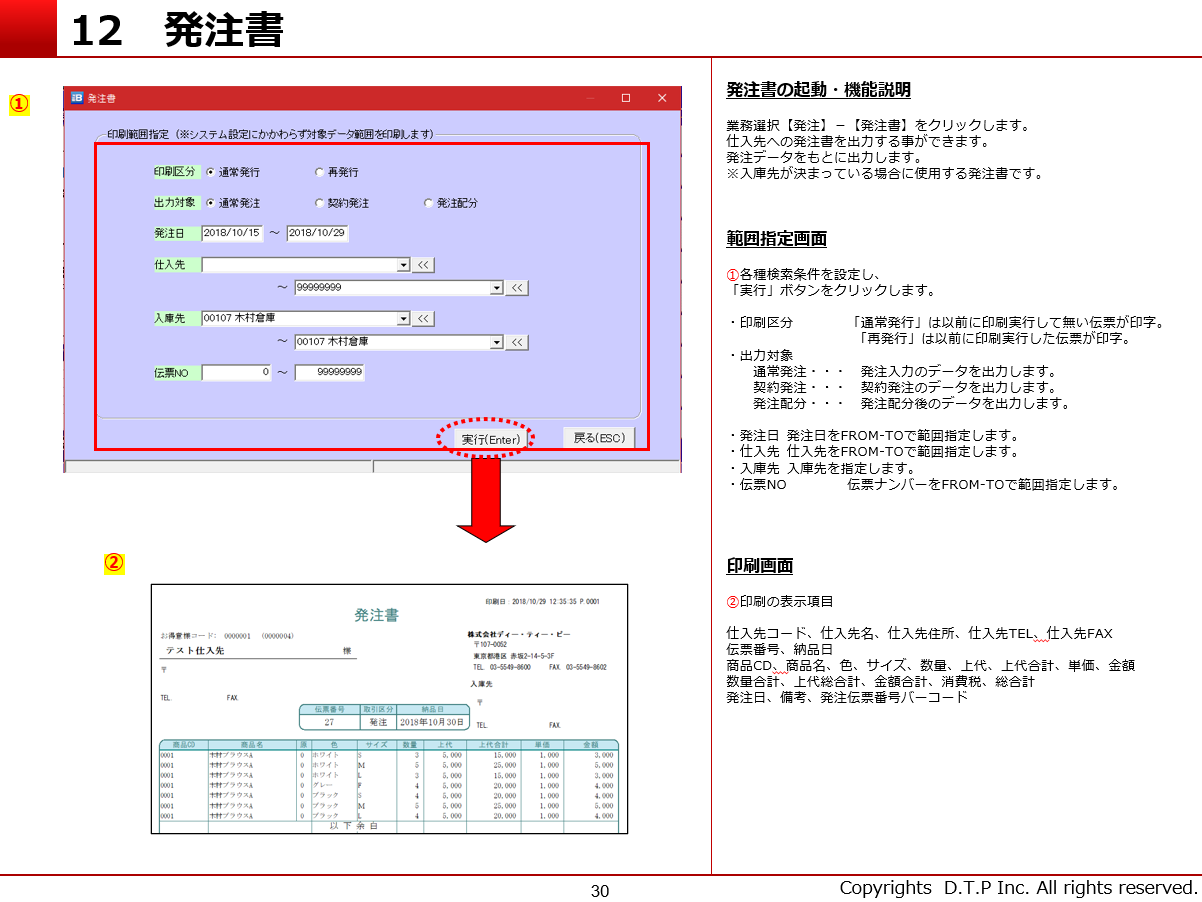 12 発注書
①
発注書
印刷範囲指定（※システム設定にかかわらず対象データ範囲を印刷します）
印刷区分 通常発行 再発行
出力対象 通常発注 契約発注 発注配分
発注日 2018/10/15 ～ 2018/10/29
仕入先 <<
～ 99999999 <<
入庫先 00107 木村倉庫 <<
～ 00107 木村倉庫 <<
伝票NO 0 ～ 99999999
実行(Enter) 戻る(ESC)
②
印刷日 : 2018/10/29 12:35:35 P.0001
発注書
お得意様コード: 0000001 (0000004)
テスト仕入先 様
〒
TEL. FAX.
株式会社ディー・ティー・ピー
〒107-0052
東京都港区 赤坂2-14-5-3F
TEL 03-5549-8600 FAX 03-5549-8602
入庫先
〒
TEL. FAX.
伝票番号 取引区分 納品日
27 発注 2018年10月30日
商品CD 商品名 原 色 サイズ 数量 上代 上代合計 単価 金額
0001 木村ブラウスA 0 ホワイト S 3 5,000 15,000 1,000 3,000
0001 木村ブラウスA 0 ホワイト M 5 5,000 25,000 1,000 5,000
0001 木村ブラウスA 0 ホワイト L 3 5,000 15,000 1,000 3,000
0001 木村ブラウスA 0 グレー F 4 5,000 20,000 1,000 4,000
0001 木村ブラウスA 0 ブラック S 4 5,000 20,000 1,000 4,000
0001 木村ブラウスA 0 ブラック M 5 5,000 25,000 1,000 5,000
0001 木村ブラウスA 0 ブラック L 4 5,000 20,000 1,000 4,000
以下余白
発注書の起動・機能説明
業務選択【発注】－【発注書】をクリックします。
仕入先への発注書を出力する事ができます。
発注データをもとに出力します。
※入庫先が決まっている場合に使用する発注書です。
範囲指定画面
①各種検索条件を設定し、
「実行」ボタンをクリックします。
・印刷区分 「通常発行」は以前に印刷実行して無い伝票が印字。
「再発行」は以前に印刷実行した伝票が印字。
・出力対象
通常発注・・・ 発注入力のデータを出力します。
契約発注・・・ 契約発注のデータを出力します。
発注配分・・・ 発注配分後のデータを出力します。
・発注日 発注日をFROM-TOで範囲指定します。
・仕入先 仕入先をFROM-TOで範囲指定します。
・入庫先 入庫先を指定します。
・伝票NO 伝票ナンバーをFROM-TOで範囲指定します。
印刷画面
②印刷の表示項目
仕入先コード、仕入先名、仕入先住所、仕入先TEL、仕入先FAX
伝票番号、納品日
商品CD、商品名、色、サイズ、数量、上代、上代合計、単価、金額
数量合計、上代総合計、金額合計、消費税、総合計
発注日、備考、発注伝票番号バーコード
30
Copyrights D.T.P Inc. All rights reserved.